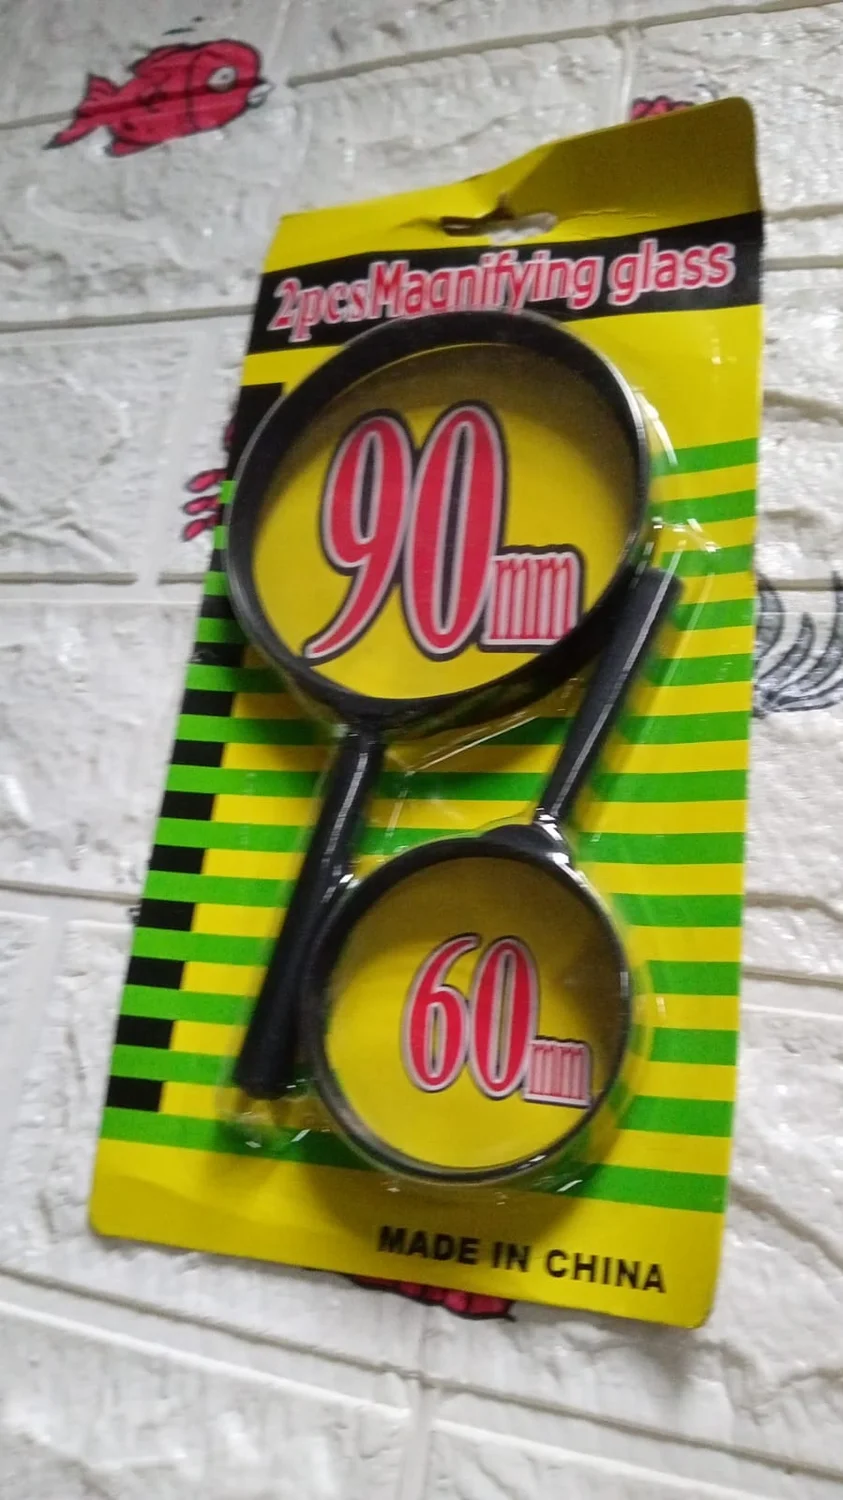 2pcsMagnifying glass
90mm
60mm
MADE IN CHINA